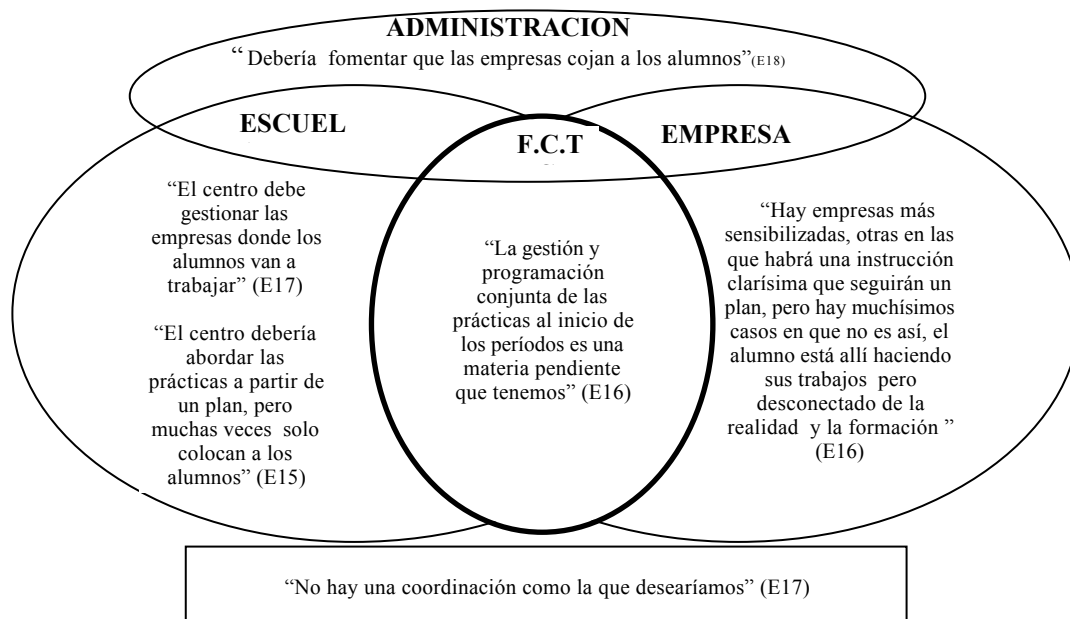 ADMINISTRACION
“ Debería fomentar que las empresas cojan a los alumnos”(E18)
ESCUEL
F.C.T
EMPRESA
“El centro debe
gestionar las
empresas donde los
alumnos van a
trabajar” (E17)
“El centro debería
abordar las
prácticas a partir de
un plan, pero
muchas veces solo
colocan a los
alumnos” (E15)
“La gestión y
programación
conjunta de las
prácticas al inicio de
los períodos es una
materia pendiente
que tenemos” (E16)
“Hay empresas más
sensibilizadas, otras en las
que habrá una instrucción
clarísima que seguirán un
plan, pero hay muchísimos
casos en que no es así, el
alumno está allí haciendo
sus trabajos pero
desconectado de la
realidad y la formación ”
(E16)
“No hay una coordinación como la que desearíamos” (E17)